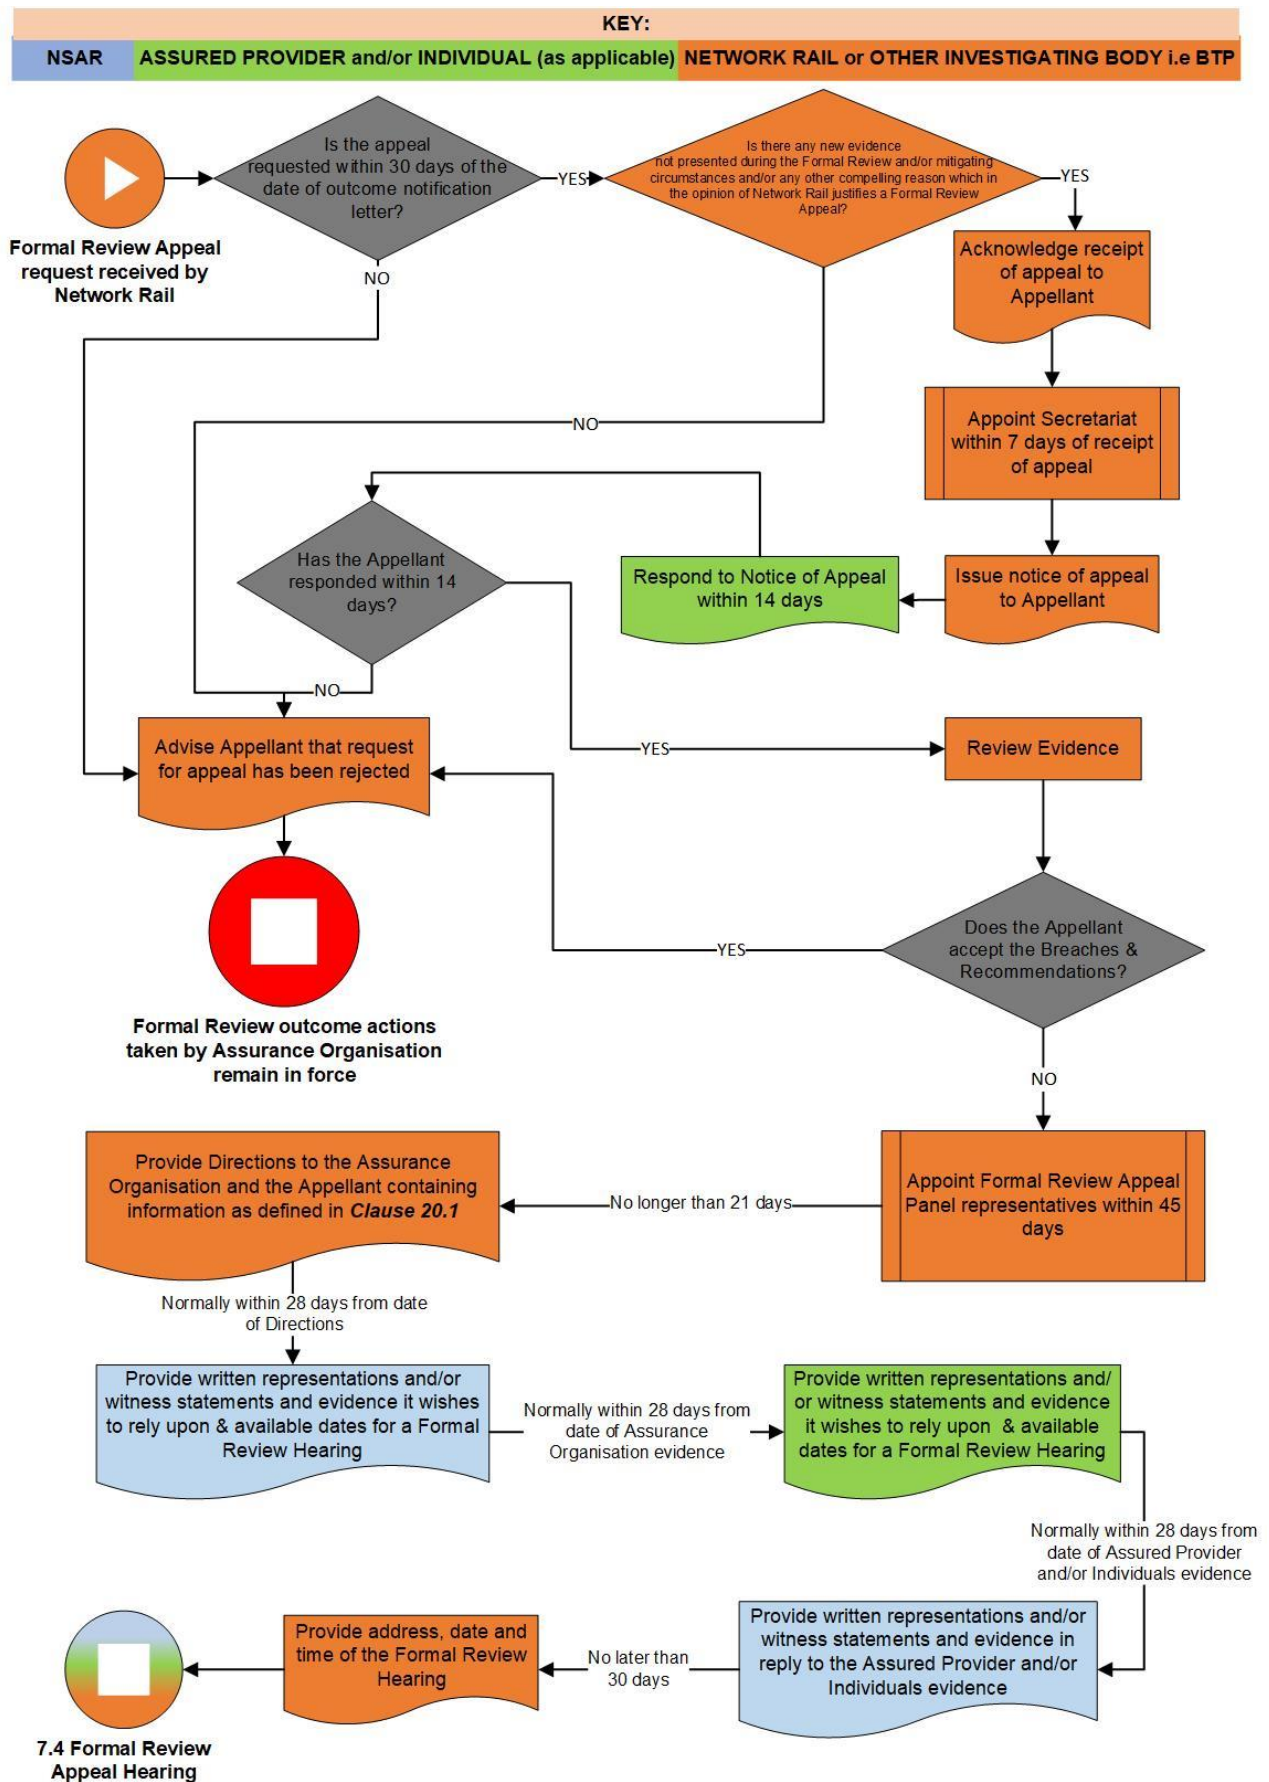 KEY:
NSAR
ASSURED PROVIDER and/or INDIVIDUAL (as applicable)
NETWORK RAIL or OTHER INVESTIGATING BODY i.e BTP
Formal Review Appeal
request received by
Network Rail
Is the appeal
requested within 30 days of the
date of outcome notification
letter?
YES
NO
Is there any new evidence
not presented during the Formal Review and/or mitigating
circumstances and/or any other compelling reason which in
the opinion of Network Rail justifies a Formal Review
Appeal?
YES
NO
Acknowledge receipt
of appeal to
Appellant
Appoint Secretariat
within 7 days of receipt
of appeal
Issue notice of appeal
to Appellant
Respond to Notice of Appeal
within 14 days
Has the Appellant
responded within 14
days?
NO
YES
Advise Appellant that request
for appeal has been rejected
Review Evidence
Formal Review outcome actions
taken by Assurance Organisation
remain in force
Does the Appellant
accept the Breaches &
Recommendations?
YES
NO
Appoint Formal Review Appeal
Panel representatives within 45
days
No longer than 21 days
Provide Directions to the Assurance
Organisation and the Appellant containing
information as defined in Clause 20.1
Normally within 28 days from date
of Directions
Provide written representations and/or
witness statements and evidence it wishes
to rely upon & available dates for a Formal
Review Hearing
Normally within 28 days from
date of Assurance
Organisation evidence
Provide written representations and/
or witness statements and evidence
it wishes to rely upon & available
dates for a Formal Review Hearing
Normally within 28 days from
date of Assured Provider
and/or Individuals evidence
Provide written representations and/or
witness statements and evidence in
reply to the Assured Provider and/or
Individuals evidence
No later than
30 days
Provide address, date and
time of the Formal Review
Hearing
7.4 Formal Review
Appeal Hearing